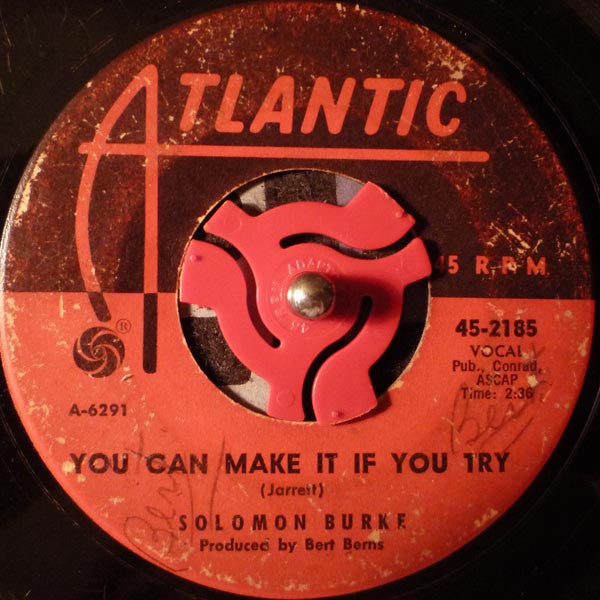 ATLANTIC
45 R.P.M.
®
45-2185
VOCAL
Pub., Conrad,
ASCAP
Time: 2:36
A-6291
YOU CAN MAKE IT IF YOU TRY
(Jarrett)
SOLOMON BURKE
Produced by Bert Berns